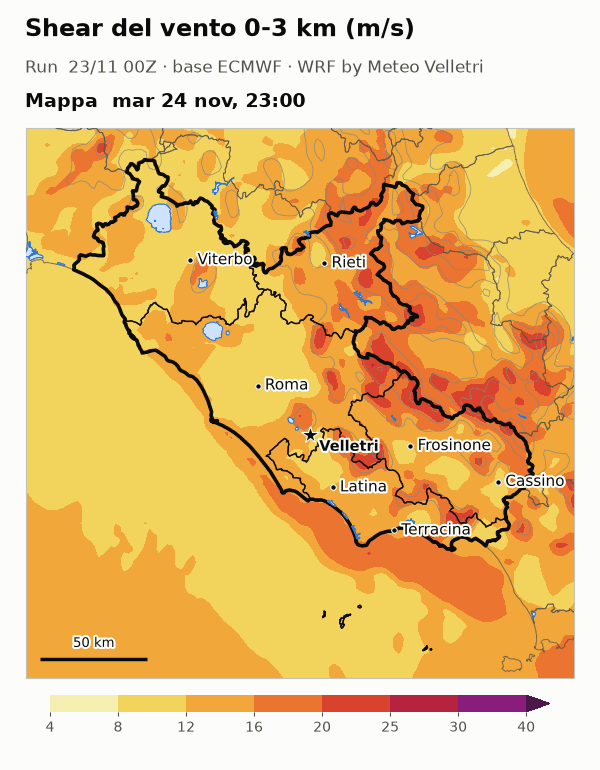 Shear del vento 0-3 km (m/s)
Run  23/11 00Z · base ECMWF · WRF by Meteo Velletri
Mappa  mar 24 nov, 23:00
Viterbo
Rieti
Roma
Velletri
Frosinone
Cassino
Latina
Terracina
50 km
4 8 12 16 20 25 30 40